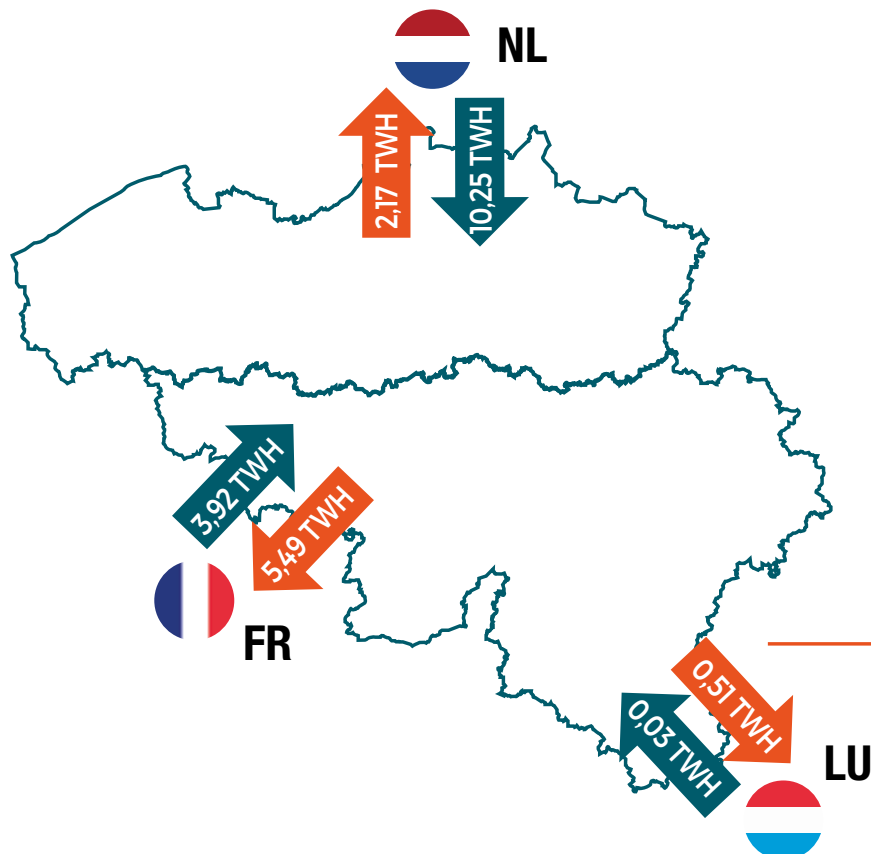 NL
2,17 TWH
10,25 TWH
3,92 TWH
5,49 TWH
FR
0,51 TWH
0,03 TWH
LU